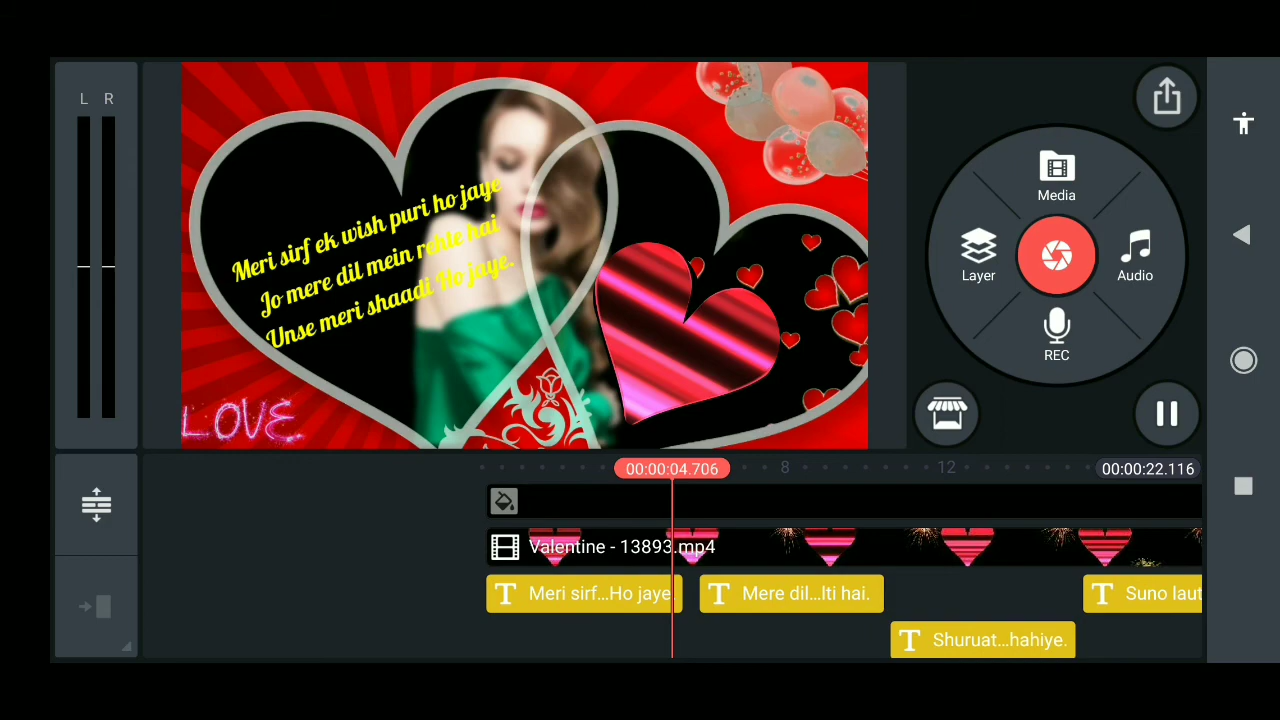 L R
Meri sirf ek wish puri ho jaye
Jo mere dil mein rehte hai
Unse meri shaadi Ho jaye.
LOVE
Media
Layer
Audio
REC
00:00:04.706
8
12
00:00:22.116
Valentine - 13893.mp4
T Meri sirf...Ho jaye
T Mere dil...lti hai.
T Suno laut
T Shuruat...hahiye.